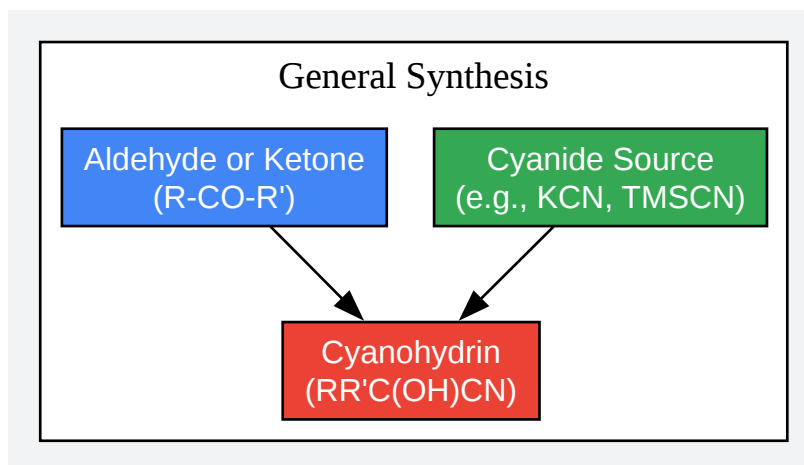 General Synthesis
Aldehyde or Ketone
(R-CO-R')
Cyanide Source
(e.g., KCN, TMSCN)
Cyanohydrin
(RR'C(OH)CN)